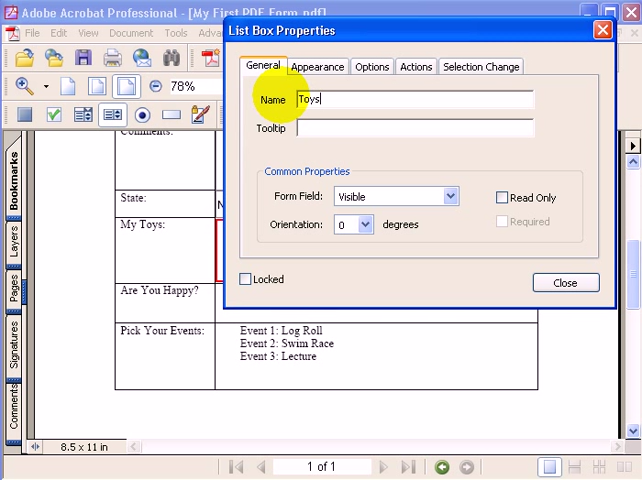 Adobe Acrobat Professional - [My First PDF Form.pdf]
List Box Properties
File Edit View Document Tools
78%
General Appearance Options Actions Selection Change
Name Toys
Tooltip
Common Properties
Form Field: Visible
Read Only
Orientation: 0 degrees
Required
Locked
Close
Bookmarks
Layers
Pages
Signatures
Comments
Comments:
State: N
My Toys:
Are You Happy?
Pick Your Events: Event 1: Log Roll
Event 2: Swim Race
Event 3: Lecture
8.5 x 11 in
1 of 1